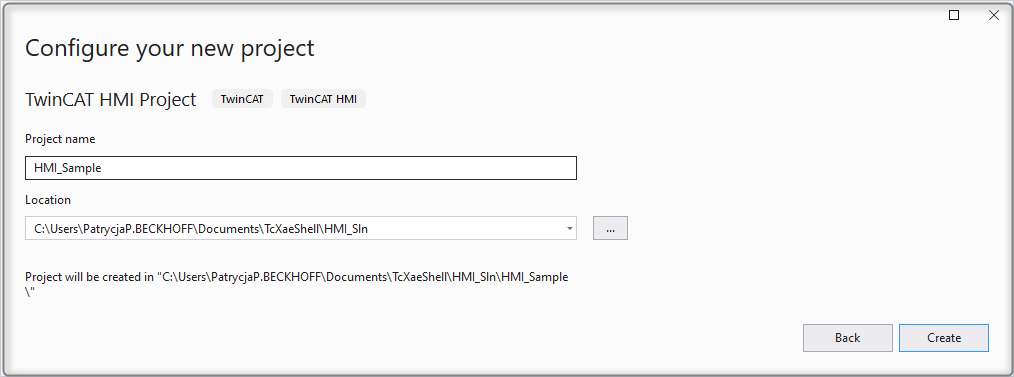 Configure your new project
TwinCAT HMI Project TwinCAT TwinCAT HMI
Project name
HMI_Sample
Location
C:\Users\PatrycjaP.BECKHOFF\Documents\TcXaeShell\HMI_Sln
...
Project will be created in "C:\Users\PatrycjaP.BECKHOFF\Documents\TcXaeShell\HMI_Sln\HMI_Sample
\"
Back Create